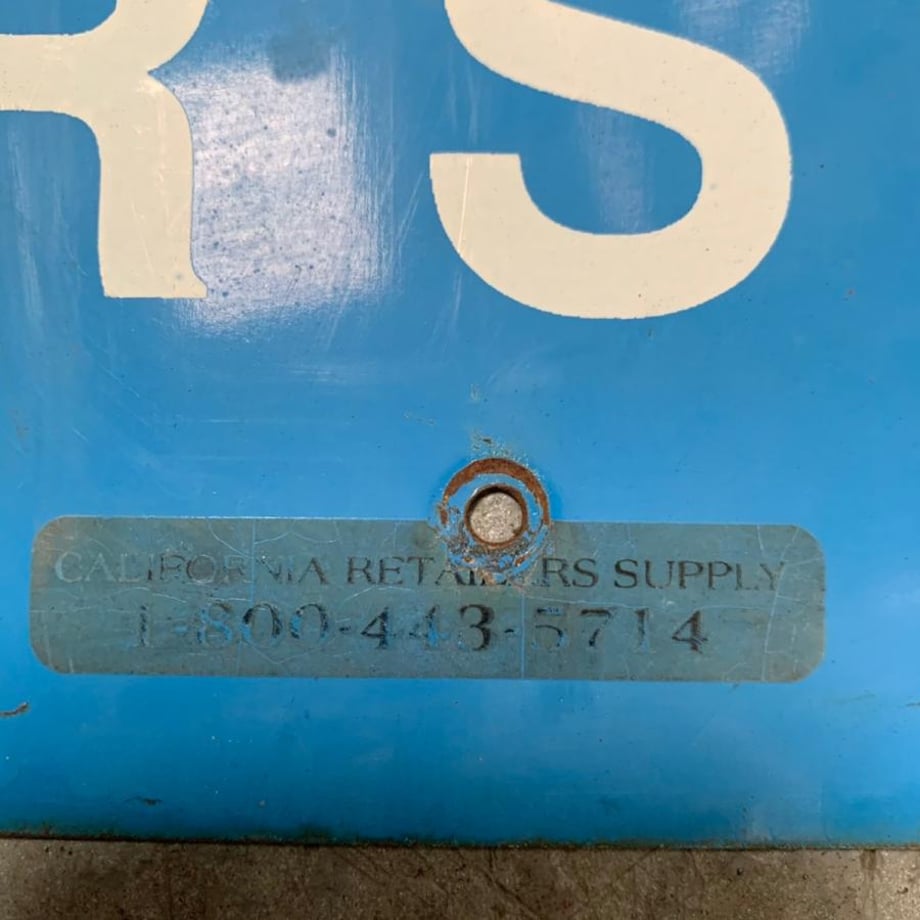 RS
CALIFORNIA RETAILERS SUPPLY
1-800-443-5714